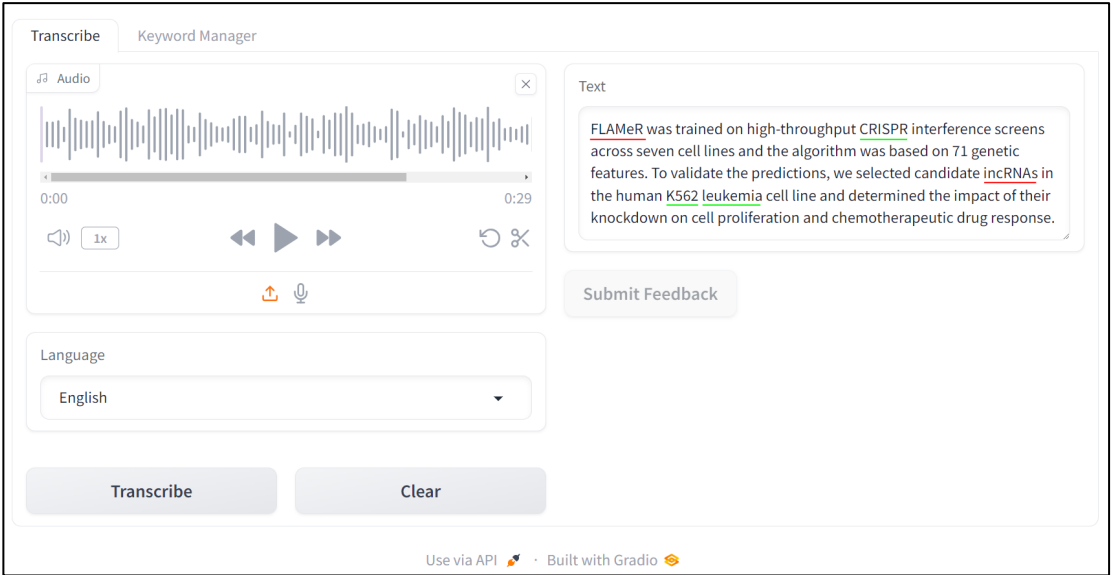 Transcribe
Keyword Manager
Audio
0:00
0:29
1x
Language
English
Transcribe
Clear
Text
FLAMeR was trained on high-throughput CRISPR interference screens
across seven cell lines and the algorithm was based on 71 genetic
features. To validate the predictions, we selected candidate incRNAs in
the human K562 leukemia cell line and determined the impact of their
knockdown on cell proliferation and chemotherapeutic drug response.
Submit Feedback
Use via API · Built with Gradio